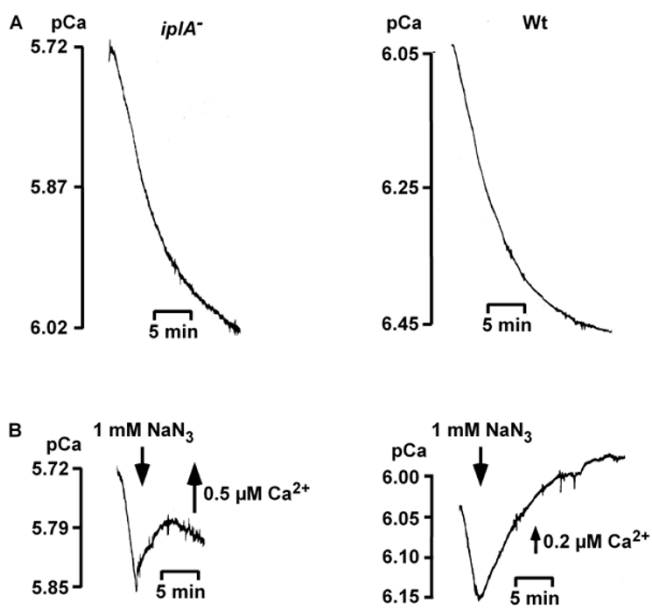 A
pCa
iplA-
5.72
5.87
6.02
5 min
Wt
pCa
6.05
6.25
6.45
5 min
B
1 mM NaN3
pCa
5.72
5.79
5.85
0.5 µM Ca2+
5 min
1 mM NaN3
pCa
6.00
6.05
6.10
6.15
0.2 µM Ca2+
5 min